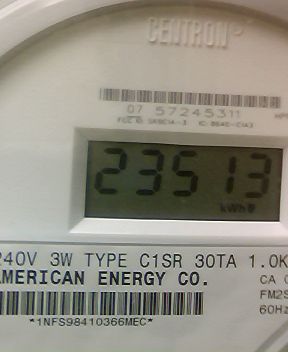 CENTRON
07 57245311
23513
kWh
240V 3W TYPE C1SR 30TA 1.0K
AMERICAN ENERGY CO.
CA
FM2S
60Hz
*1NFS98410366MEC*